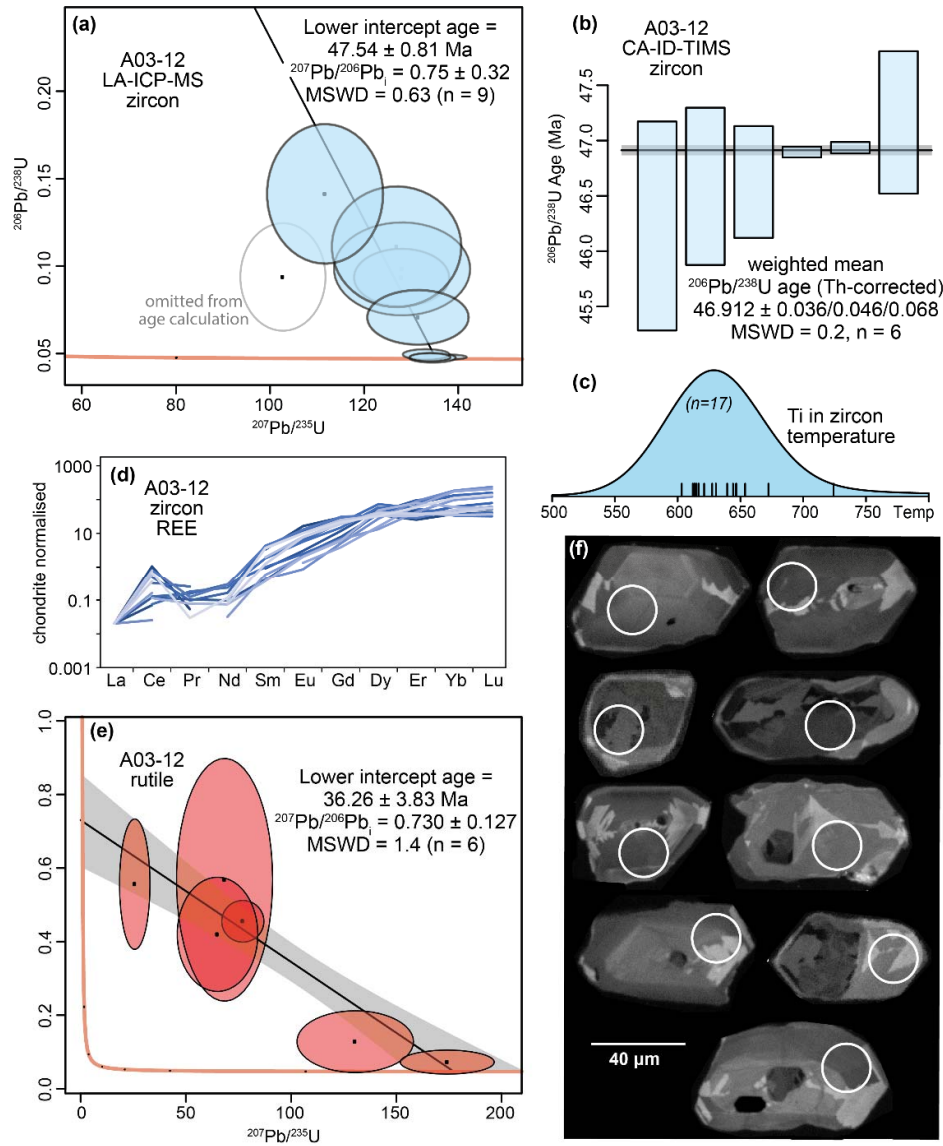 (a)
A03-12
LA-ICP-MS
zircon
Lower intercept age =
47.54 ± 0.81 Ma
²⁰⁷Pb/²⁰⁶Pbᵢ = 0.75 ± 0.32
MSWD = 0.63 (n = 9)
omitted from
age calculation
²⁰⁶Pb/²³⁸U
0.20
0.15
0.10
0.05
60 80 100 120 140
²⁰⁷Pb/²³⁵U
(b)
A03-12
CA-ID-TIMS
zircon
²⁰⁶Pb/²³⁸U Age (Ma)
47.5
47.0
46.5
46.0
45.5
weighted mean
²⁰⁶Pb/²³⁸U age (Th-corrected)
46.912 ± 0.036/0.046/0.068
MSWD = 0.2, n = 6
(c)
(n=17)
Ti in zircon
temperature
500 550 600 650 700 750 Temp
(d)
A03-12
zircon
REE
chondrite normalised
1000
10
0.1
0.001
La Ce Pr Nd Sm Eu Gd Dy Er Yb Lu
(e)
A03-12
rutile
Lower intercept age =
36.26 ± 3.83 Ma
²⁰⁷Pb/²⁰⁶Pbᵢ = 0.730 ± 0.127
MSWD = 1.4 (n = 6)
1.0
0.8
0.6
0.4
0.2
0.0
0 50 100 150 200
²⁰⁷Pb/²³⁵U
(f)
40 µm